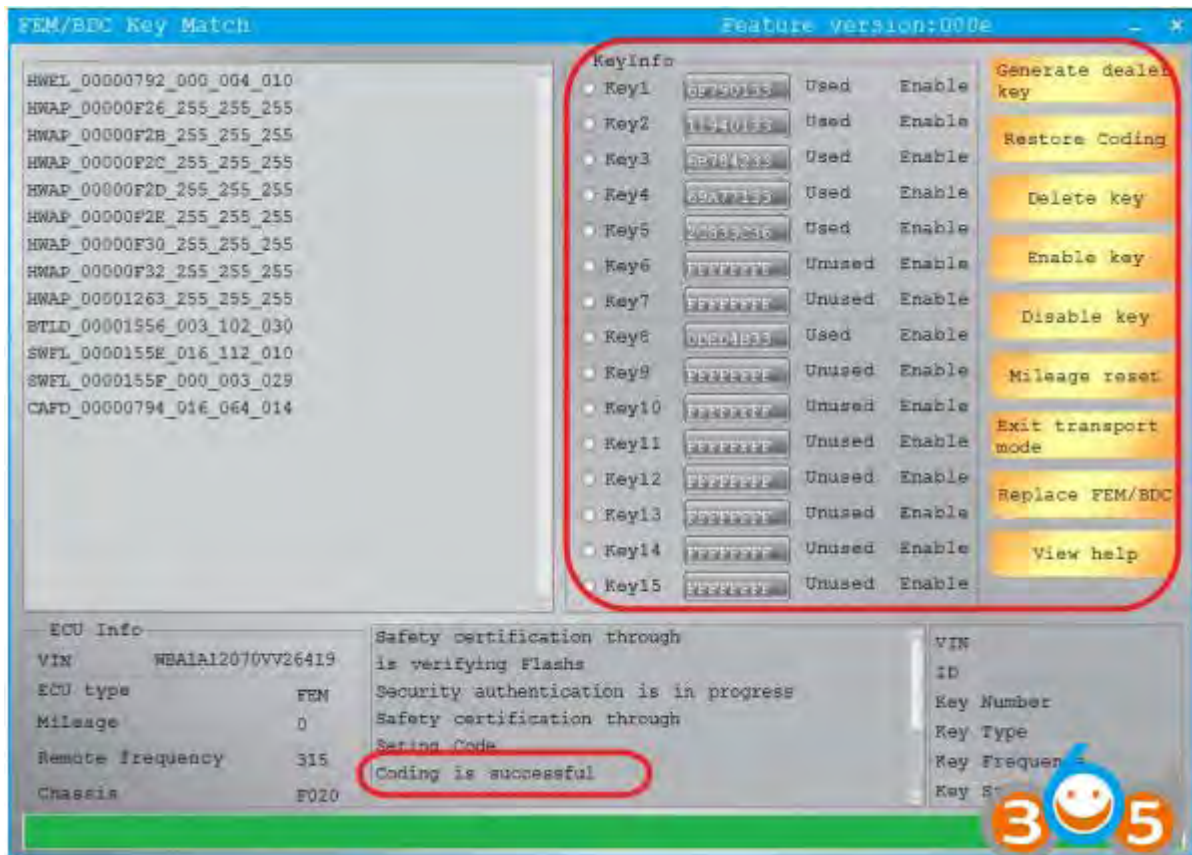 FEM/BDC Key Match
Feature version:000e
HWEL_00000792_000_004_010
HWAP_00000F26_255_255_255
HWAP_00000F2B_255_255_255
HWAP_00000F2C_255_255_255
HWAP_00000F2D_255_255_255
HWAP_00000F2E_255_255_255
HWAP_00000F30_255_255_255
HWAP_00000F32_255_255_255
HWAP_00001263_255_255_255
BTLD_00001556_003_102_030
SWFL_0000155E_016_112_010
SWFL_0000155F_000_003_029
CAFD_00000794_016_064_014
KeyInfo
Key1 6F790133 Used Enable
Key2 11940133 Used Enable
Key3 Used Enable
Key4 69A77133 Used Enable
Key5 2C833C36 Used Enable
Key6 FFFFFFFF Unused Enable
Key7 FFFFFFFF Unused Enable
Key8 Used Enable
Key9 FFFFFFFF Unused Enable
Key10 FFFFFFFF Unused Enable
Key11 FFFFFFFF Unused Enable
Key12 FFFFFFFF Unused Enable
Key13 FFFFFFFF Unused Enable
Key14 FFFFFFFF Unused Enable
Key15 FFFFFFFF Unused Enable
Generate dealer
key
Restore Coding
Delete key
Enable key
Disable key
Mileage reset
Exit transport
mode
Replace FEM/BDC
View help
ECU Info
VIN WBA1A12070VV26419
ECU type FEM
Mileage 0
Remote frequency 315
Chassis F020
Safety certification through
is verifying Flashs
Security authentication is in progress
Safety certification through
Seting Code
Coding is successful
VIN
ID
Key Number
Key Type
Key
Key
365